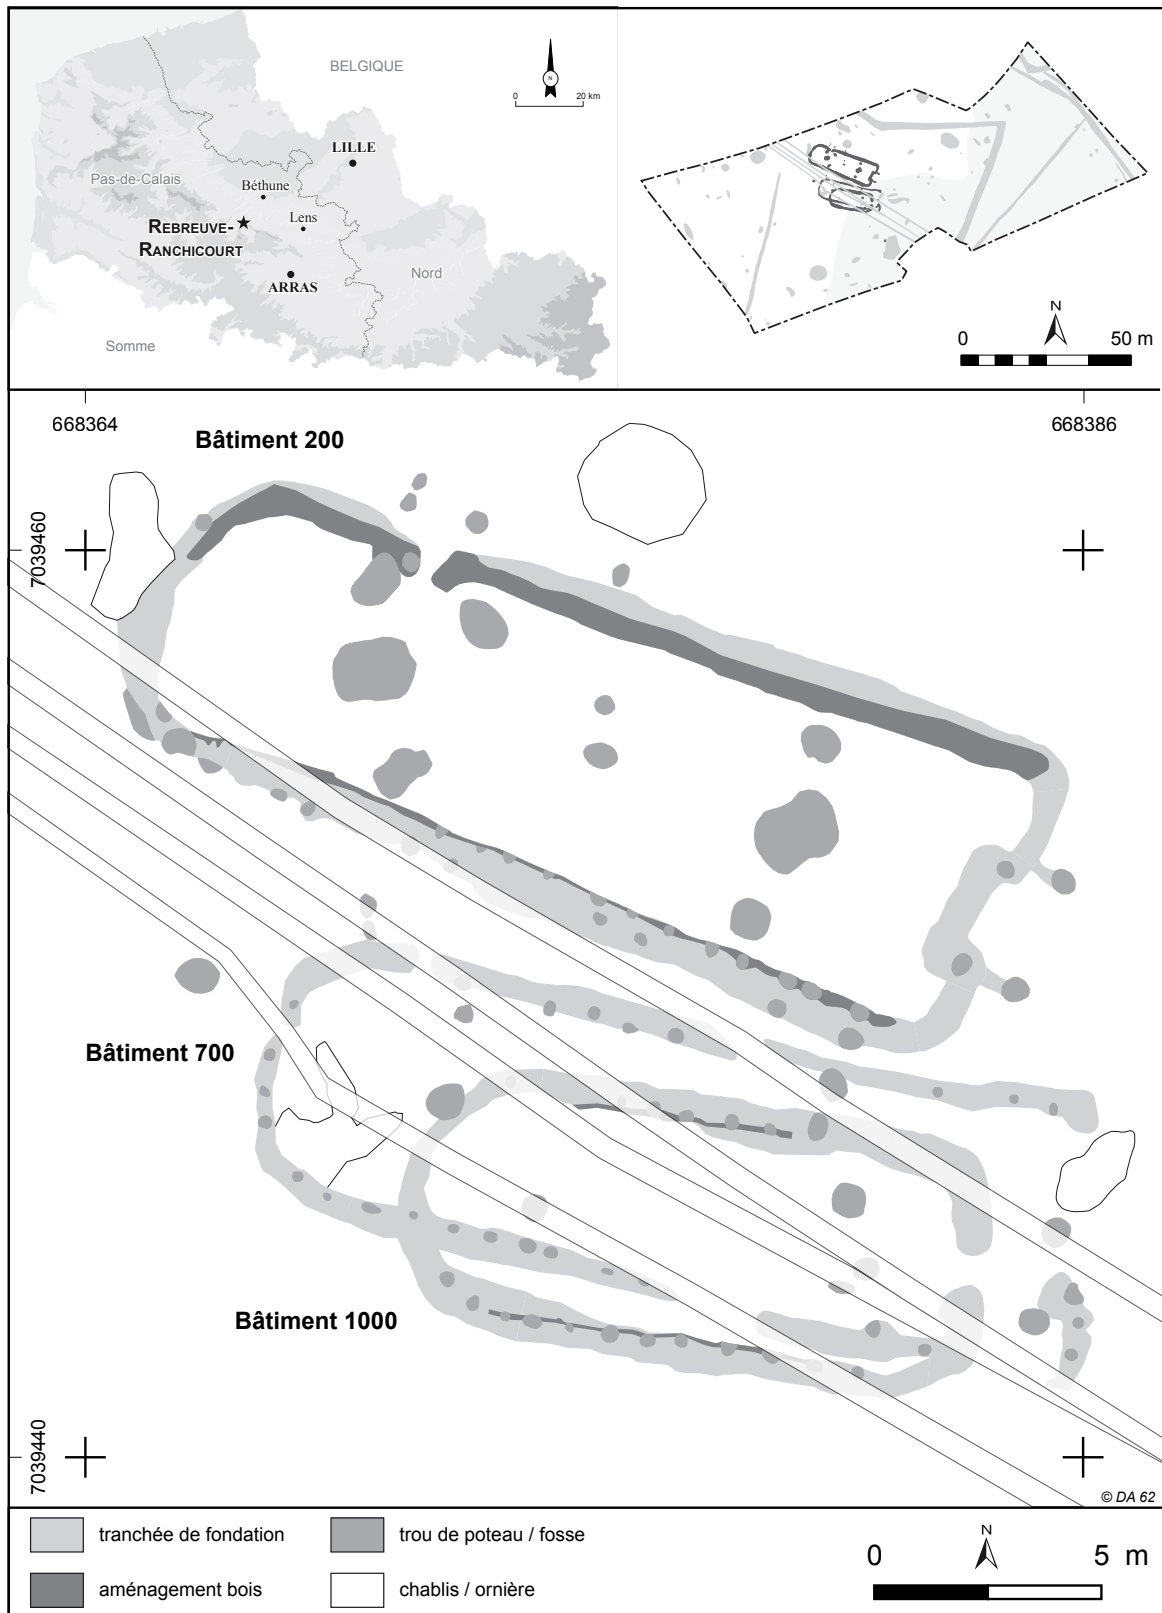 BELGIQUE
N
0 20 km
LILLE
Pas-de-Calais
Béthune
REBREUVE-
RANCHICOURT
Lens
Nord
ARRAS
Somme
N
0 50 m
668364
668386
Bâtiment 200
7039460
Bâtiment 700
Bâtiment 1000
7039440
© DA 62
tranchée de fondation
trou de poteau / fosse
aménagement bois
chablis / ornière
N
0 5 m